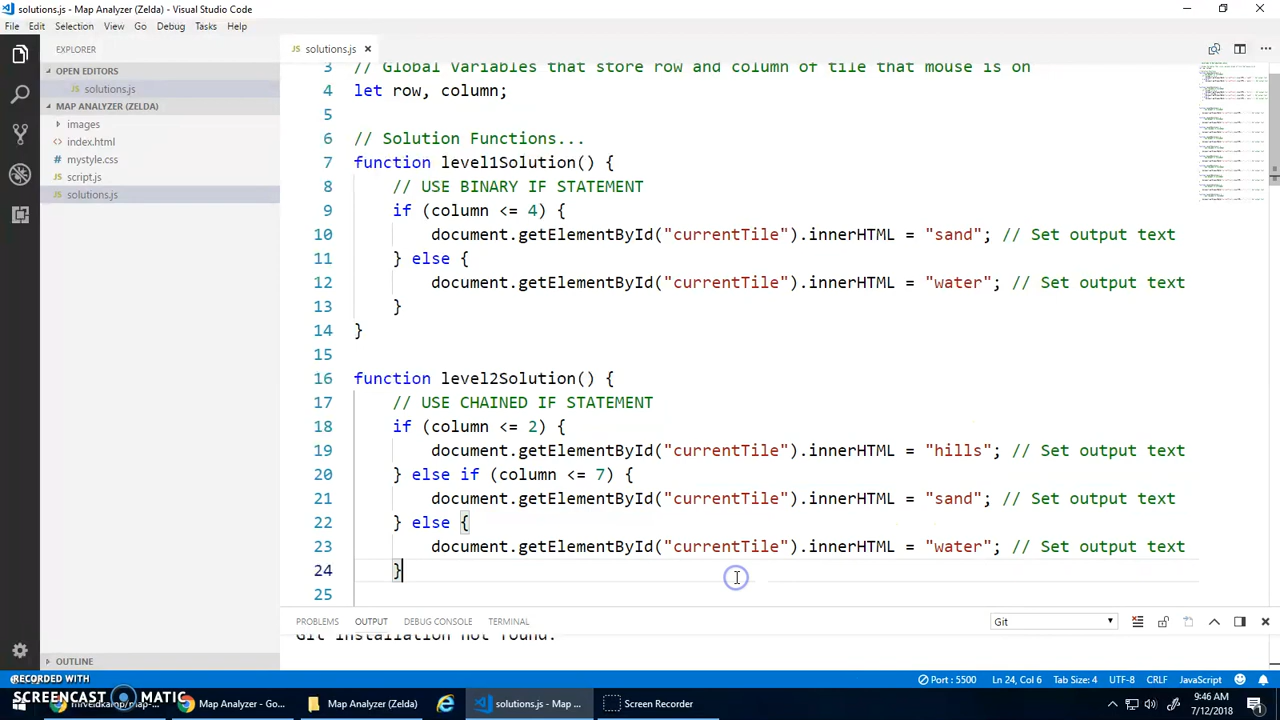 solutions.js - Map Analyzer (Zelda) - Visual Studio Code
File Edit Selection View Go Debug Tasks Help
EXPLORER
OPEN EDITORS
solutions.js
MAP ANALYZER (ZELDA)
images
index.html
mystyle.css
JS script.js
JS solutions.js
OUTLINE
JS solutions.js
3 // Global Variables that store row and column of tile that mouse is on
4 let row, column;
5
6 // Solution Functions...
7 function level1Solution() {
8 // USE BINARY IF STATEMENT
9 if (column <= 4) {
10 document.getElementById("currentTile").innerHTML = "sand"; // Set output text
11 } else {
12 document.getElementById("currentTile").innerHTML = "water"; // Set output text
13 }
14 }
15
16 function level2Solution() {
17 // USE CHAINED IF STATEMENT
18 if (column <= 2) {
19 document.getElementById("currentTile").innerHTML = "hills"; // Set output text
20 } else if (column <= 7) {
21 document.getElementById("currentTile").innerHTML = "sand"; // Set output text
22 } else {
23 document.getElementById("currentTile").innerHTML = "water"; // Set output text
24 }
25
PROBLEMS OUTPUT DEBUG CONSOLE TERMINAL Git
Git installation not found.
RECORDED WITH
SCREENCAST MATIC
Port : 5500 Ln 24, Col 6 Tab Size: 4 UTF-8 CRLF JavaScript
Map Analyzer - Go... Map Analyzer (Zelda) solutions.js - Map ... Screen Recorder
9:46 AM
7/12/2018